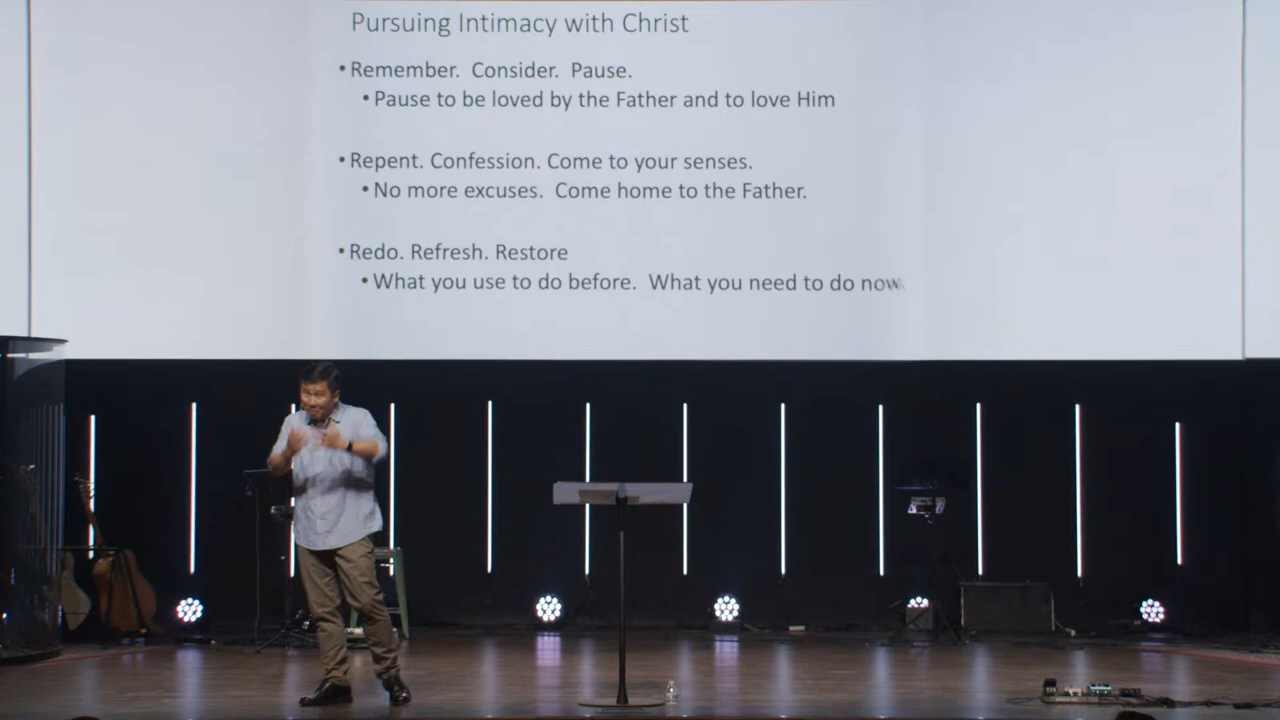 Pursuing Intimacy with Christ
• Remember. Consider. Pause.
• Pause to be loved by the Father and to love Him
• Repent. Confession. Come to your senses.
• No more excuses. Come home to the Father.
• Redo. Refresh. Restore
• What you use to do before. What you need to do now.